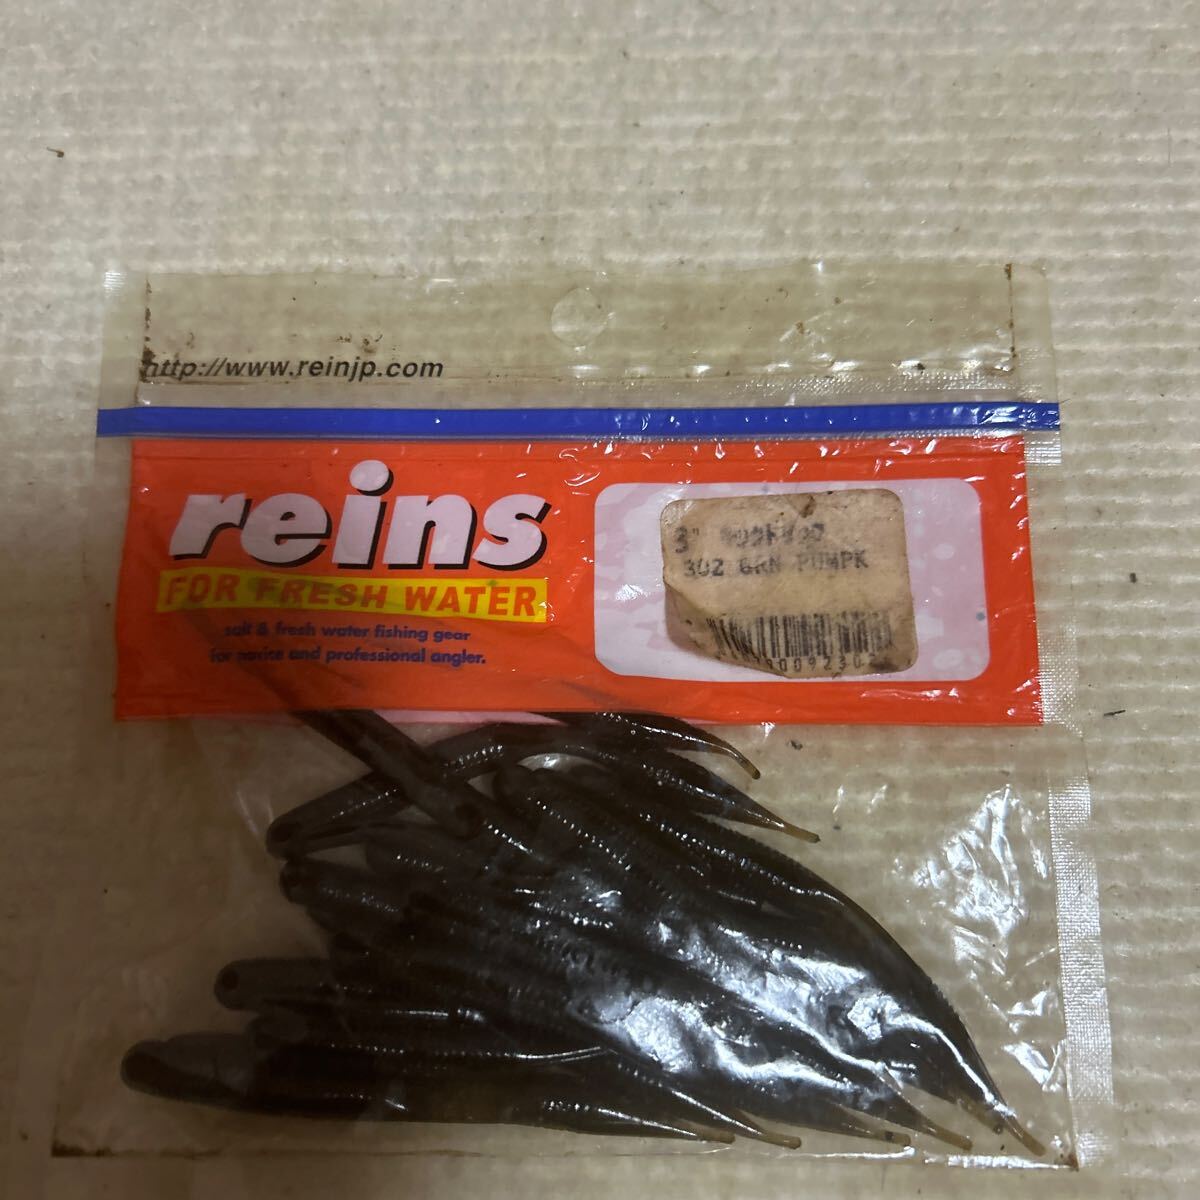 http://www.reinjp.com
reins
FOR FRESH WATER
salt & fresh water fishing gear
for novice and professional angler.
3"
302 GRN PUMPK